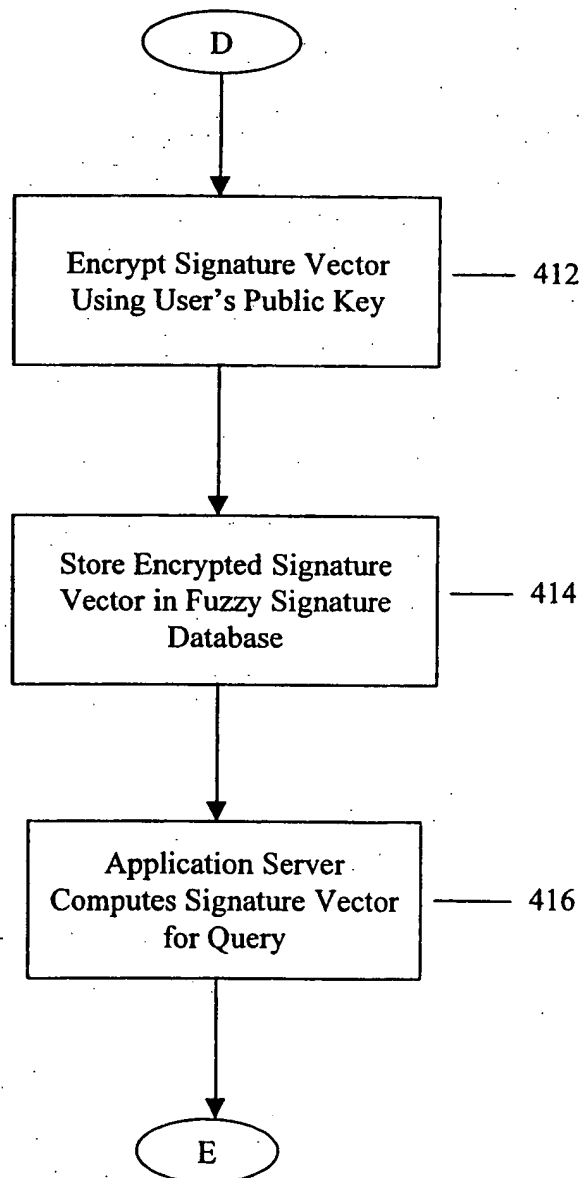 D
Encrypt Signature Vector
Using User's Public Key
412
Store Encrypted Signature
Vector in Fuzzy Signature
Database
414
Application Server
Computes Signature Vector
for Query
416
E